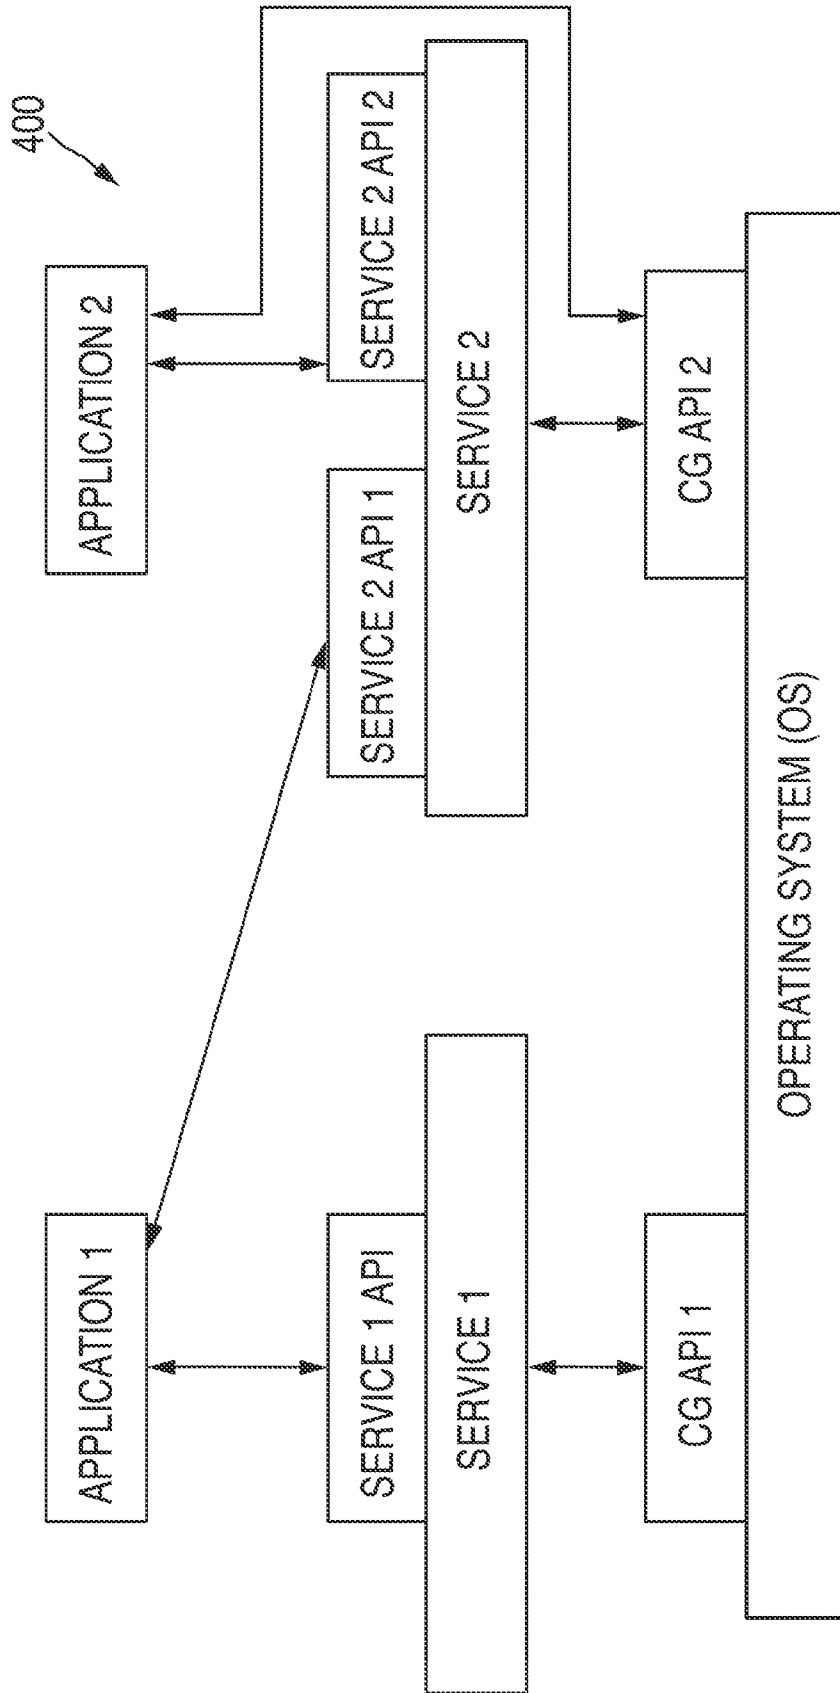 400
APPLICATION 1
APPLICATION 2
SERVICE 1 API
SERVICE 2 API 1
SERVICE 2 API 2
SERVICE 1
SERVICE 2
CG API 1
CG API 2
OPERATING SYSTEM (OS)